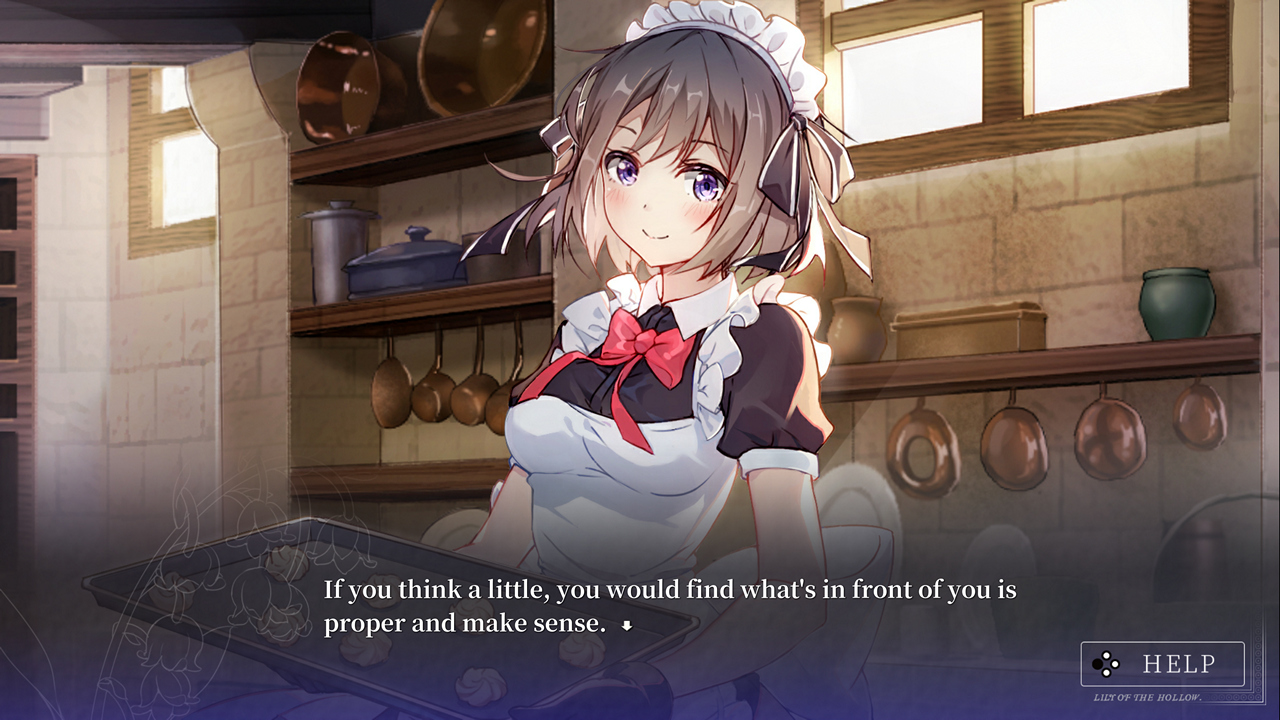 If you think a little, you would find what's in front of you is
proper and make sense.
HELP
LILY OF THE HOLLOW.